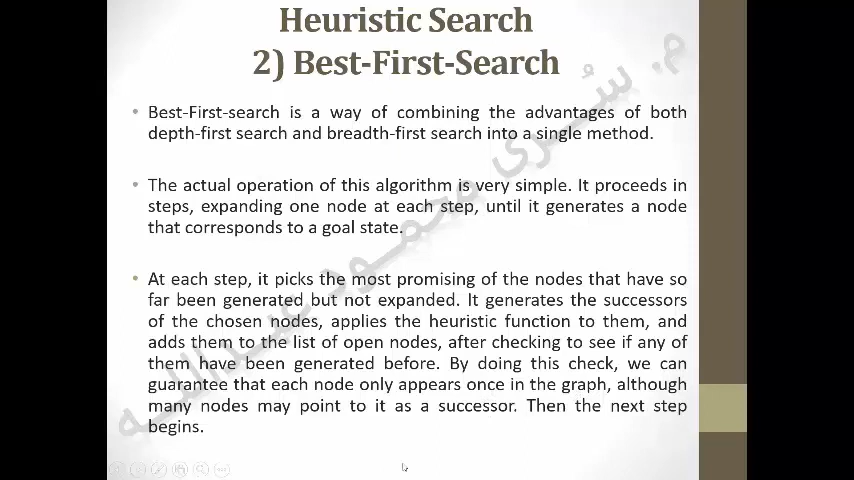 Heuristic Search
2) Best-First-Search
• Best-First-search is a way of combining the advantages of both
depth-first search and breadth-first search into a single method.
• The actual operation of this algorithm is very simple. It proceeds in
steps, expanding one node at each step, until it generates a node
that corresponds to a goal state.
• At each step, it picks the most promising of the nodes that have so
far been generated but not expanded. It generates the successors
of the chosen nodes, applies the heuristic function to them, and
adds them to the list of open nodes, after checking to see if any of
them have been generated before. By doing this check, we can
guarantee that each node only appears once in the graph, although
many nodes may point to it as a successor. Then the next step
begins.
م. سُرى محمود عبدالله